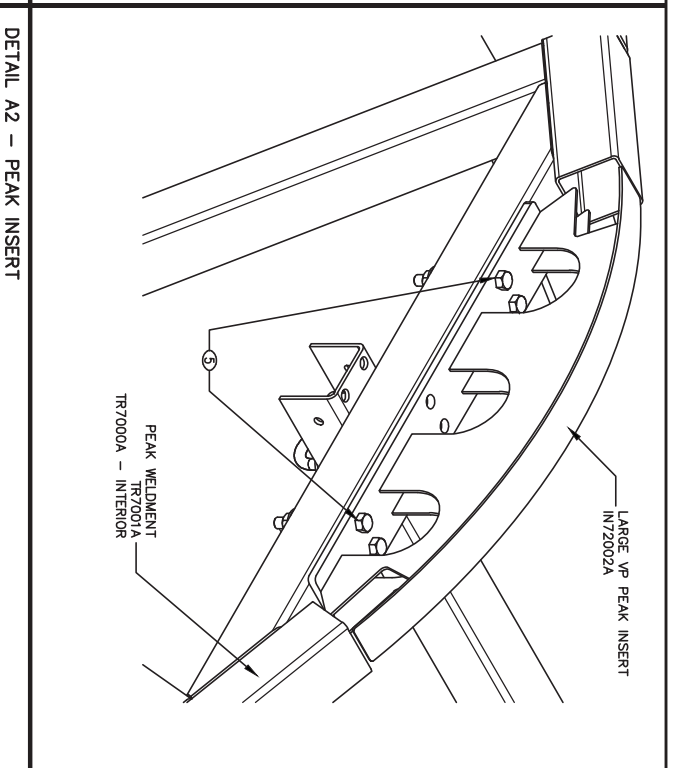 LARGE VP PEAK INSERT
IN72002A
5
PEAK WELDMENT
TR7001A
TR7000A - INTERIOR
DETAIL A2 - PEAK INSERT